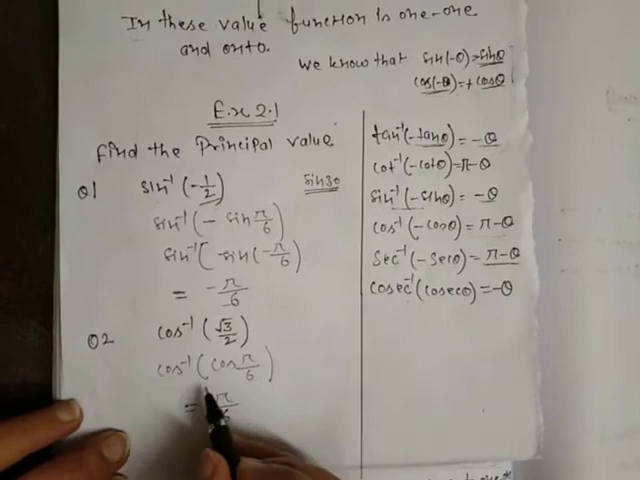 In these value function is one-one
and onto.
we know that sin(-θ)=sinθ
cos(-θ)=+cosθ
Ex 2.1
Find the Principal value
Q1 sin⁻¹(-1/2) sin30
sin⁻¹(-sin π/6)
sin⁻¹(-sin(-π/6)
= -π/6
Q2 cos⁻¹(√3/2)
cos⁻¹(cos π/6)
= π/6
tan⁻¹(-tanθ)=-θ
cot⁻¹(-cotθ)=π-θ
sin⁻¹(-sinθ)=-θ
cos⁻¹(-cosθ)=π-θ
sec⁻¹(-secθ)=π-θ
cosec⁻¹(cosecθ)=-θ